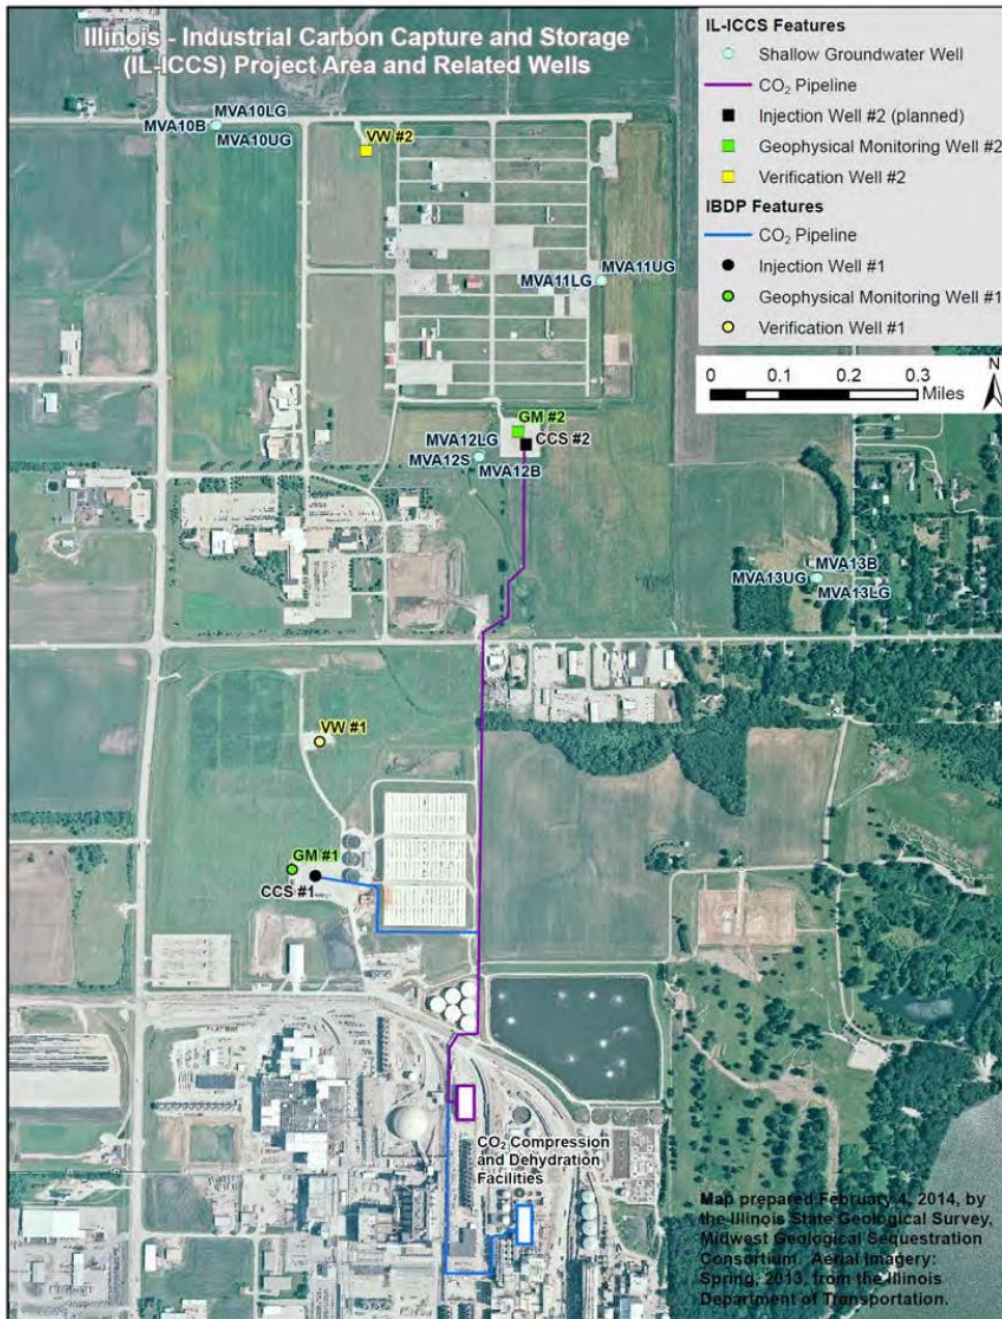 Illinois - Industrial Carbon Capture and Storage
(IL-ICCS) Project Area and Related Wells
IL-ICCS Features
Shallow Groundwater Well
CO₂ Pipeline
Injection Well #2 (planned)
Geophysical Monitoring Well #2
Verification Well #2
IBDP Features
CO₂ Pipeline
Injection Well #1
Geophysical Monitoring Well #1
Verification Well #1
N
0 0.1 0.2 0.3
Miles
MVA10LG
MVA10B
MVA10UG
VW #2
MVA11UG
MVA11LG
GM #2
MVA12LG
CCS #2
MVA12S
MVA12B
MVA13B
MVA13UG
MVA13LG
VW #1
GM #1
CCS #1
CO₂ Compression
and Dehydration
Facilities
Map prepared February 4, 2014, by
the Illinois State Geological Survey,
Midwest Geological Sequestration
Consortium. Aerial Imagery:
Spring, 2013, from the Illinois
Department of Transportation.